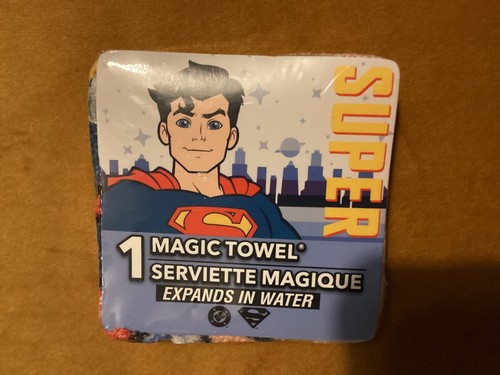 SUPER
1 MAGIC TOWEL®
SERVIETTE MAGIQUE
EXPANDS IN WATER